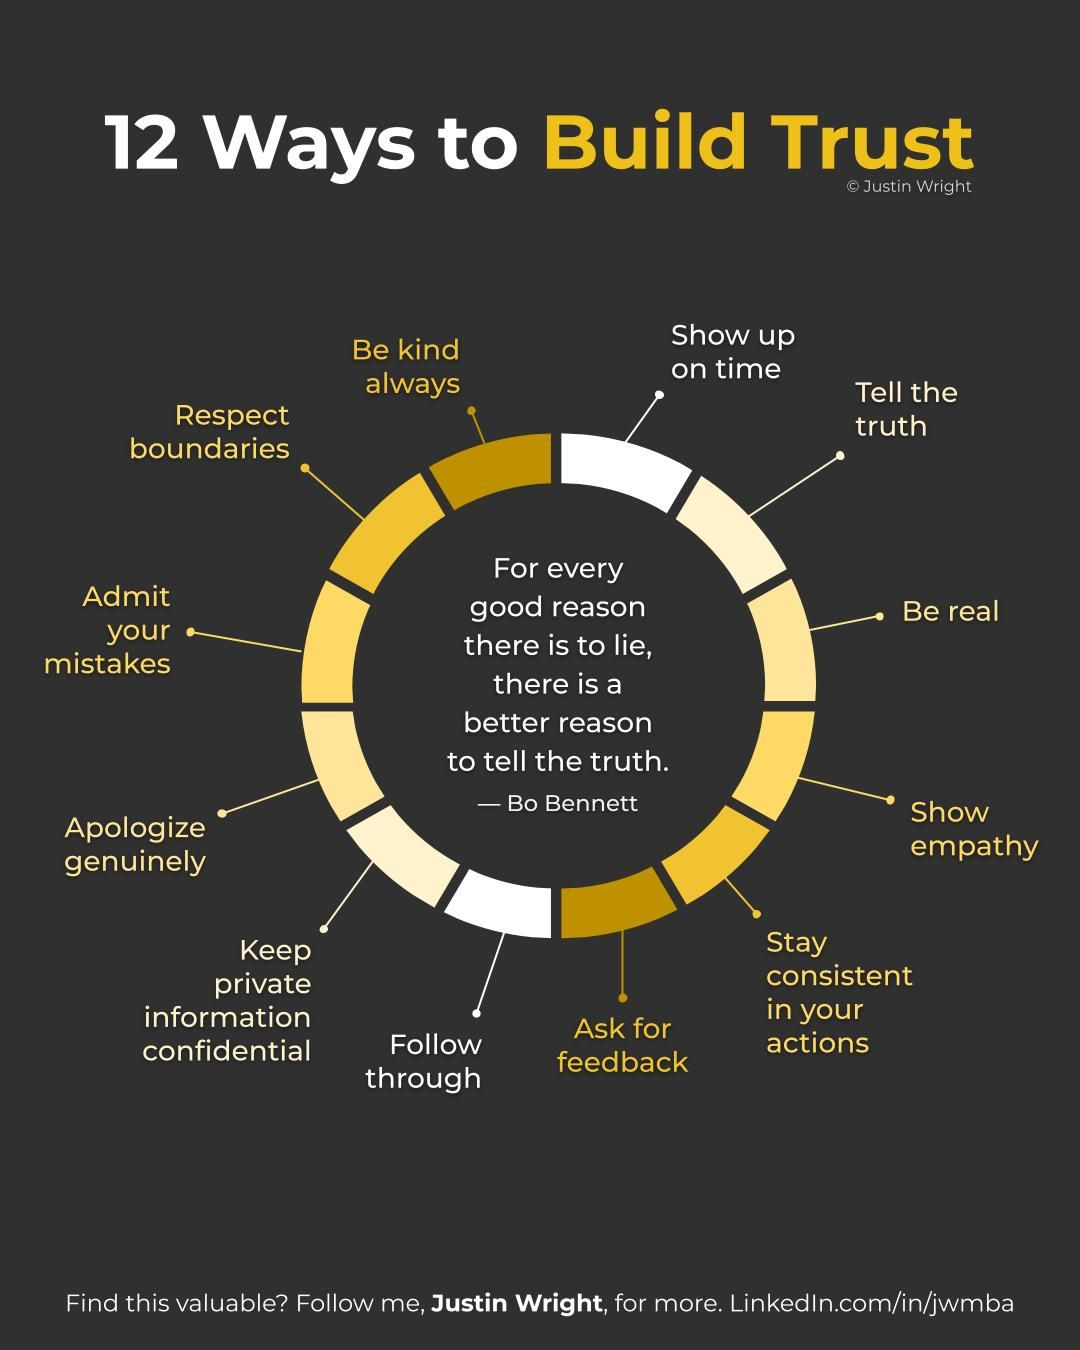 12 Ways to Build Trust
© Justin Wright
Show up
on time
Tell the
truth
Be real
Show
empathy
Stay
consistent
in your
actions
Ask for
feedback
Follow
through
Keep
private
information
confidential
Apologize
genuinely
Admit
your
mistakes
Respect
boundaries
Be kind
always
For every
good reason
there is to lie,
there is a
better reason
to tell the truth.
— Bo Bennett
Find this valuable? Follow me, Justin Wright, for more. LinkedIn.com/in/jwmba